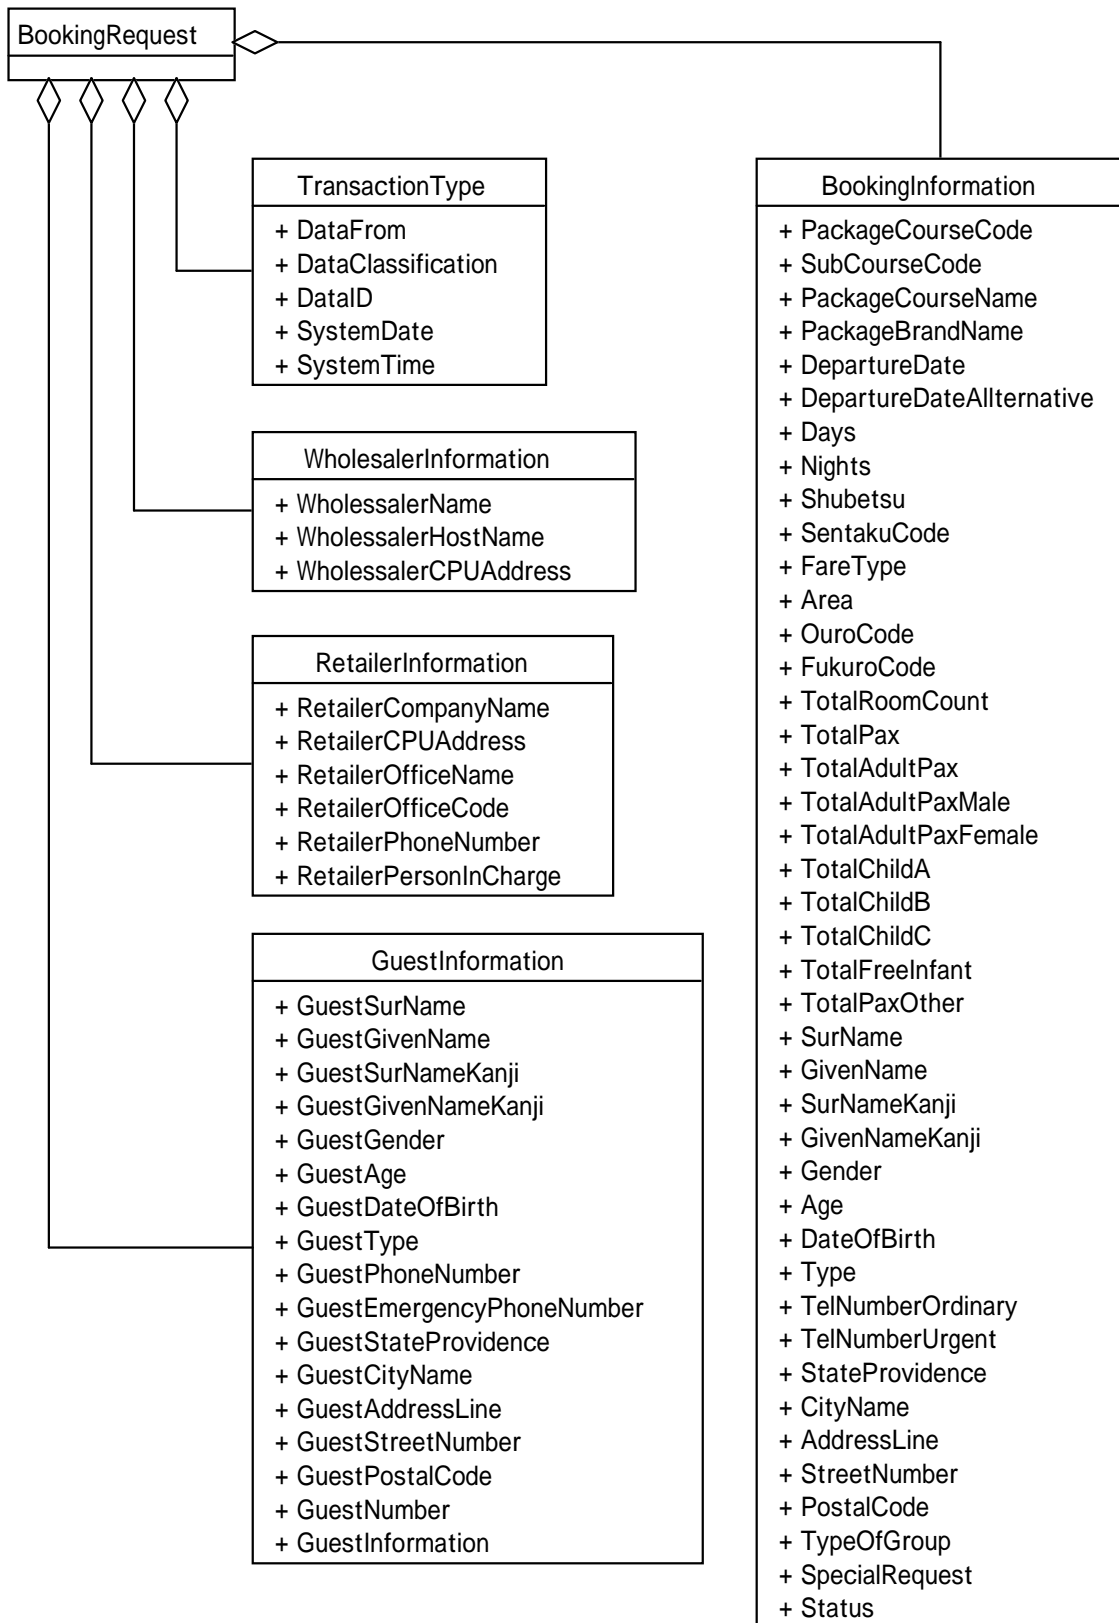 BookingRequest
TransactionType
+ DataFrom
+ DataClassification
+ DataID
+ SystemDate
+ SystemTime
WholesalerInformation
+ WholessalerName
+ WholessalerHostName
+ WholessalerCPUAddress
RetailerInformation
+ RetailerCompanyName
+ RetailerCPUAddress
+ RetailerOfficeName
+ RetailerOfficeCode
+ RetailerPhoneNumber
+ RetailerPersonInCharge
GuestInformation
+ GuestSurName
+ GuestGivenName
+ GuestSurNameKanji
+ GuestGivenNameKanji
+ GuestGender
+ GuestAge
+ GuestDateOfBirth
+ GuestType
+ GuestPhoneNumber
+ GuestEmergencyPhoneNumber
+ GuestStateProvidence
+ GuestCityName
+ GuestAddressLine
+ GuestStreetNumber
+ GuestPostalCode
+ GuestNumber
+ GuestInformation
BookingInformation
+ PackageCourseCode
+ SubCourseCode
+ PackageCourseName
+ PackageBrandName
+ DepartureDate
+ DepartureDateAllternative
+ Days
+ Nights
+ Shubetsu
+ SentakuCode
+ FareType
+ Area
+ OuroCode
+ FukuroCode
+ TotalRoomCount
+ TotalPax
+ TotalAdultPax
+ TotalAdultPaxMale
+ TotalAdultPaxFemale
+ TotalChildA
+ TotalChildB
+ TotalChildC
+ TotalFreeInfant
+ TotalPaxOther
+ SurName
+ GivenName
+ SurNameKanji
+ GivenNameKanji
+ Gender
+ Age
+ DateOfBirth
+ Type
+ TelNumberOrdinary
+ TelNumberUrgent
+ StateProvidence
+ CityName
+ AddressLine
+ StreetNumber
+ PostalCode
+ TypeOfGroup
+ SpecialRequest
+ Status